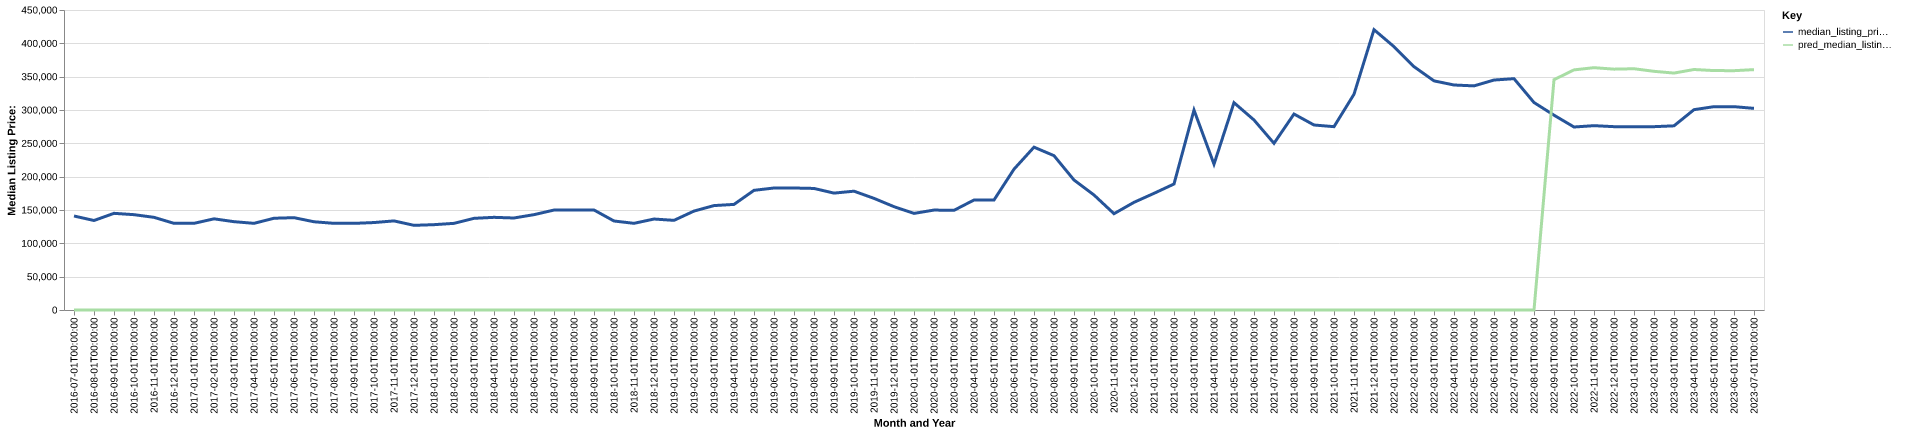 450,000
400,000
350,000
300,000
250,000
200,000
150,000
100,000
50,000
0
Median Listing Price:
2016-07-01T00:00:00
2016-08-01T00:00:00
2016-09-01T00:00:00
2016-10-01T00:00:00
2016-11-01T00:00:00
2016-12-01T00:00:00
2017-01-01T00:00:00
2017-02-01T00:00:00
2017-03-01T00:00:00
2017-04-01T00:00:00
2017-05-01T00:00:00
2017-06-01T00:00:00
2017-07-01T00:00:00
2017-08-01T00:00:00
2017-09-01T00:00:00
2017-10-01T00:00:00
2017-11-01T00:00:00
2018-01-01T00:00:00
2018-02-01T00:00:00
2018-03-01T00:00:00
2018-04-01T00:00:00
2018-05-01T00:00:00
2018-06-01T00:00:00
2018-07-01T00:00:00
2018-08-01T00:00:00
2018-09-01T00:00:00
2018-10-01T00:00:00
2018-11-01T00:00:00
2018-12-01T00:00:00
2019-01-01T00:00:00
2019-02-01T00:00:00
2019-03-01T00:00:00
2019-04-01T00:00:00
2019-05-01T00:00:00
2019-06-01T00:00:00
2019-07-01T00:00:00
2019-08-01T00:00:00
2019-09-01T00:00:00
2019-10-01T00:00:00
2019-11-01T00:00:00
2019-12-01T00:00:00
2020-01-01T00:00:00
2020-02-01T00:00:00
2020-03-01T00:00:00
2020-04-01T00:00:00
2020-05-01T00:00:00
2020-06-01T00:00:00
2020-07-01T00:00:00
2020-08-01T00:00:00
2020-09-01T00:00:00
2020-10-01T00:00:00
2020-11-01T00:00:00
2020-12-01T00:00:00
2021-01-01T00:00:00
2021-02-01T00:00:00
2021-03-01T00:00:00
2021-04-01T00:00:00
2021-05-01T00:00:00
2021-06-01T00:00:00
2021-07-01T00:00:00
2021-08-01T00:00:00
2021-09-01T00:00:00
2021-10-01T00:00:00
2021-11-01T00:00:00
2021-12-01T00:00:00
2022-01-01T00:00:00
2022-02-01T00:00:00
2022-03-01T00:00:00
2022-04-01T00:00:00
2022-05-01T00:00:00
2022-06-01T00:00:00
2022-07-01T00:00:00
2022-08-01T00:00:00
2022-09-01T00:00:00
2022-10-01T00:00:00
2022-11-01T00:00:00
2022-12-01T00:00:00
2023-01-01T00:00:00
2023-02-01T00:00:00
2023-03-01T00:00:00
2023-04-01T00:00:00
2023-05-01T00:00:00
2023-06-01T00:00:00
2023-07-01T00:00:00
Month and Year
Key
median_listing_pri…
pred_median_listin…